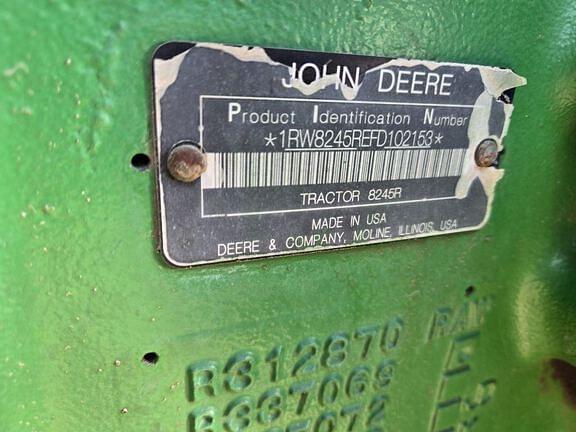 JOHN DEERE
Product Identification Number
*1RW8245REFD102153*
TRACTOR 8245R
MADE IN USA
DEERE & COMPANY, MOLINE, ILLINOIS, USA
R312870
R337069